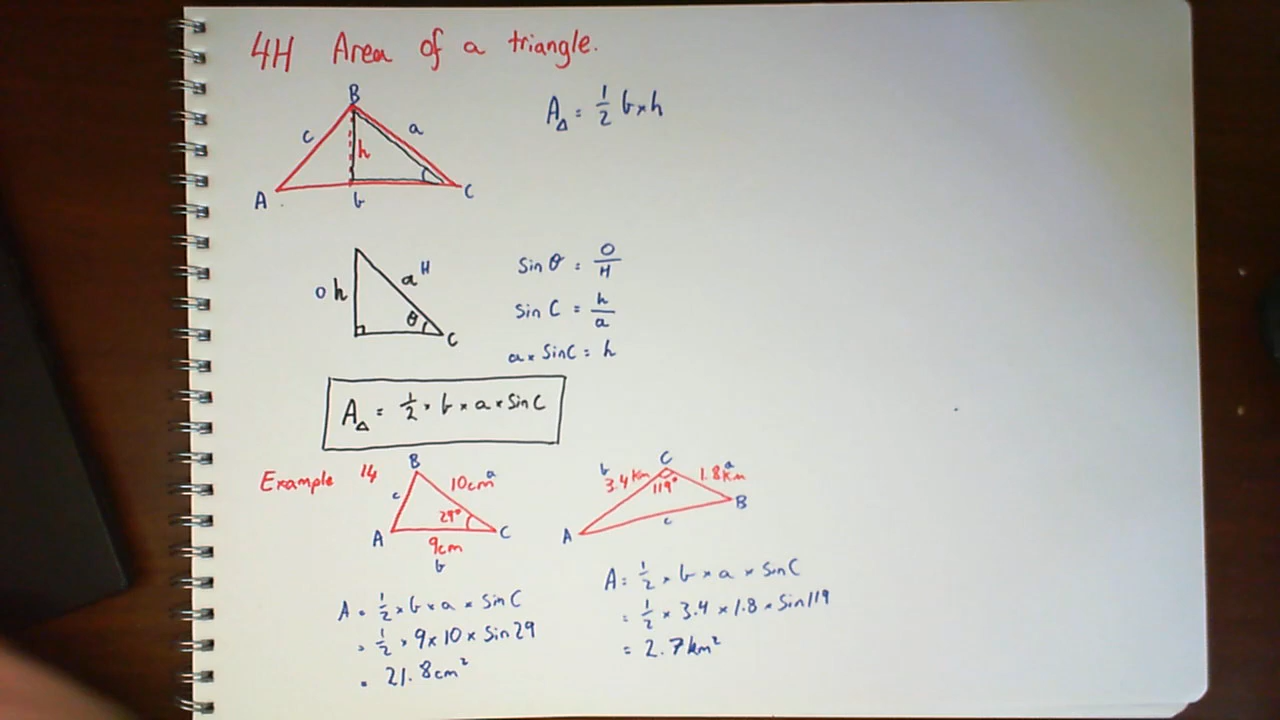 4H Area of a triangle.
B
c
a
h
A
b
C
A△ = 1/2 b×h
O h
a H
θ
C
Sin θ = O/H
Sin C = h/a
a × Sin C = h
A△ = 1/2 × b × a × Sin C
Example 14
B
c
10cm a
29°
A
C
9cm
b
C
b
3.4km
1.8km a
119°
B
A
c
A = 1/2 × b × a × Sin C
= 1/2 × 9 × 10 × Sin 29
= 21.8cm²
A = 1/2 × b × a × Sin C
= 1/2 × 3.4 × 1.8 × Sin 119
= 2.7km²